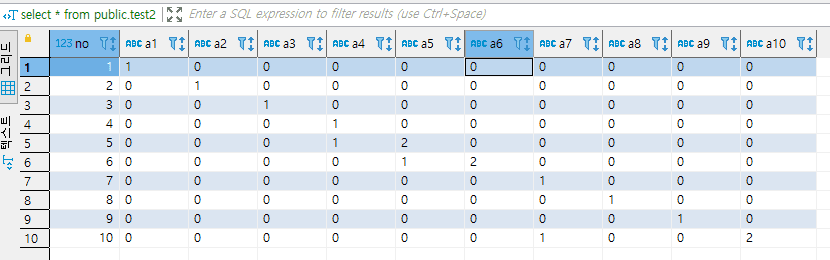 select * from public.test2 Enter a SQL expression to filter results (use Ctrl+Space)
그리드
텍스트
123 no ABC a1 ABC a2 ABC a3 ABC a4 ABC a5 ABC a6 ABC a7 ABC a8 ABC a9 ABC a10
1 1 1 0 0 0 0 0 0 0 0 0
2 2 0 1 0 0 0 0 0 0 0 0
3 3 0 0 1 0 0 0 0 0 0 0
4 4 0 0 0 1 0 0 0 0 0 0
5 5 0 0 0 1 2 0 0 0 0 0
6 6 0 0 0 0 1 2 0 0 0 0
7 7 0 0 0 0 0 0 1 0 0 0
8 8 0 0 0 0 0 0 0 1 0 0
9 9 0 0 0 0 0 0 0 0 1 0
10 10 0 0 0 0 0 0 1 0 0 2